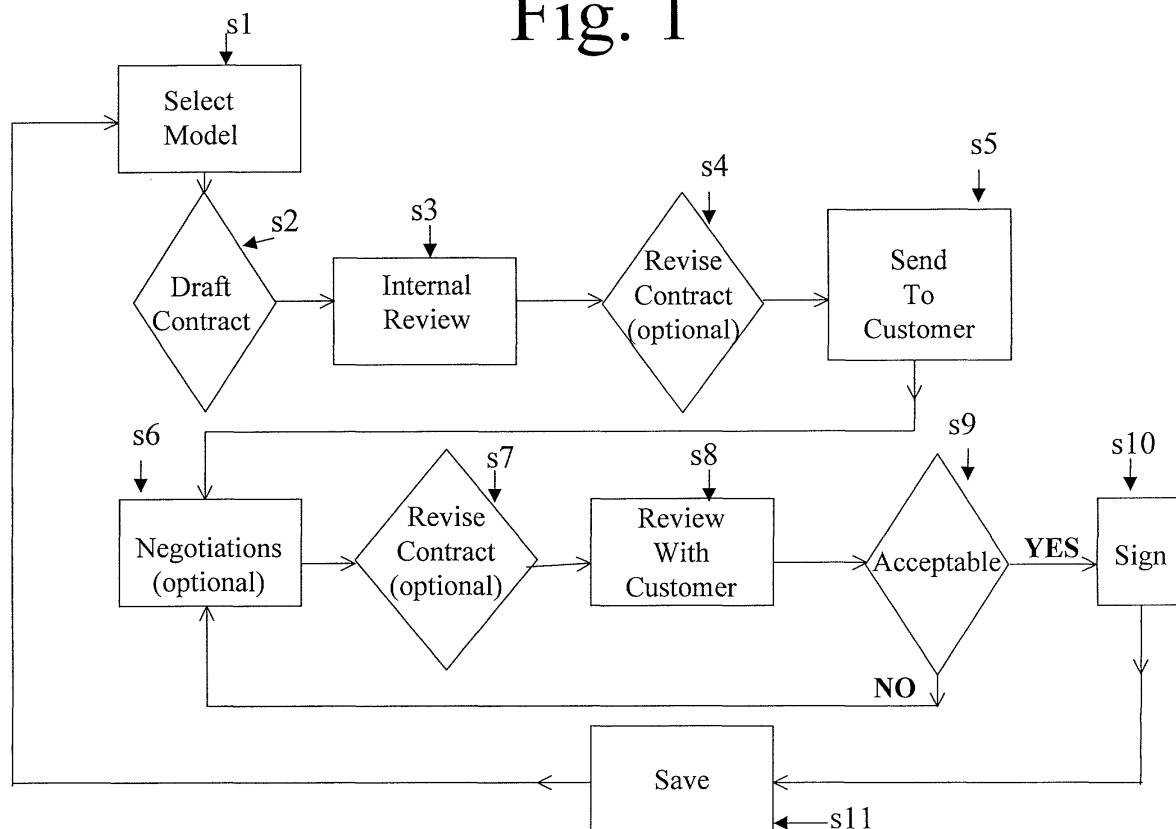 Fig. 1
s1
Select
Model
s2
Draft
Contract
s3
Internal
Review
s4
Revise
Contract
(optional)
s5
Send
To
Customer
s6
Negotiations
(optional)
s7
Revise
Contract
(optional)
s8
Review
With
Customer
s9
Acceptable
YES
NO
s10
Sign
Save
s11